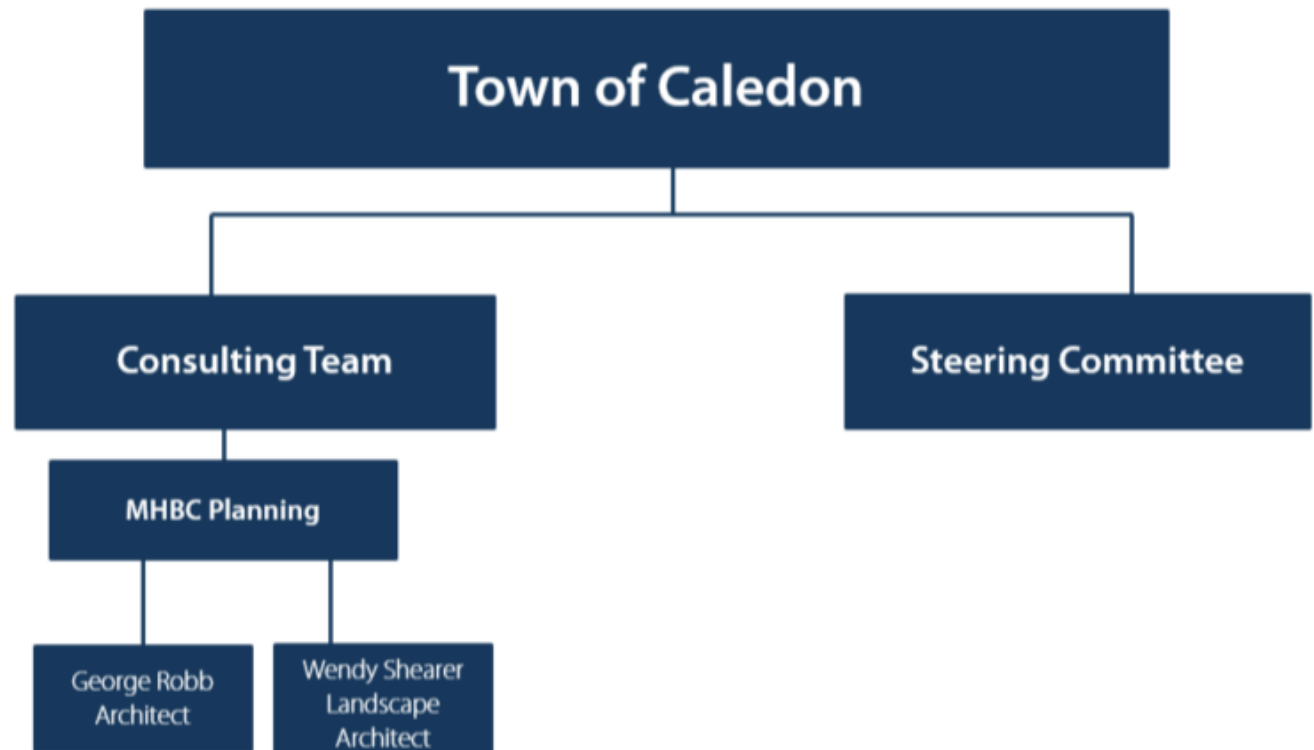 Town of Caledon
Consulting Team
Steering Committee
MHBC Planning
George Robb
Architect
Wendy Shearer
Landscape
Architect